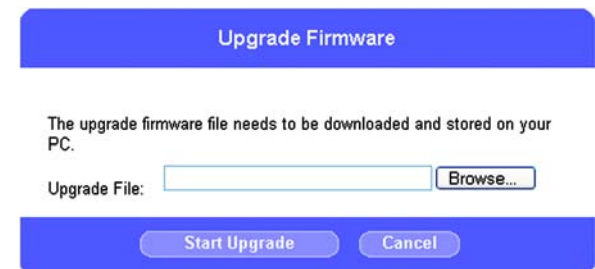 Upgrade Firmware
The upgrade firmware file needs to be downloaded and stored on your
PC.
Upgrade File:
Browse...
Start Upgrade
Cancel